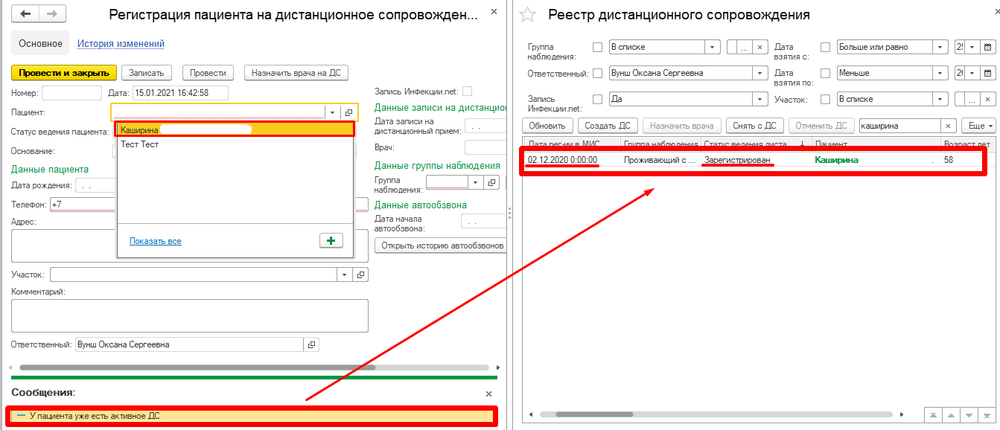 Регистрация пациента на дистанционное сопровожден...
Основное История изменений
Провести и закрыть Записать Провести Назначить врача на ДС
Номер: Дата: 15.01.2021 16:42:58
Пациент:
Каширина
Тест Тест
Показать все
Статус ведения пациента:
Основание:
Данные пациента
Дата рождения: . .
Телефон: +7
Адрес:
Участок:
Комментарий:
Ответственный: Вунш Оксана Сергеевна
Запись Инфекции.net:
Данные записи на дистанцион
Дата записи на
дистанционный прием: . .
Врач:
Данные группы наблюдения
Группа
наблюдения:
Данные автообзвона
Дата начала
автообзвона: . .
Открыть историю автообзвонов
Сообщения:
У пациента уже есть активное ДС
Реестр дистанционного сопровождения
Группа
наблюдения: В списке ...
Дата
взятия с: Больше или равно
Ответственный: Вунш Оксана Сергеевна
Дата
взятия по: Меньше
Запись
Инфекции.net: Да
Участок: В списке ...
Обновить Создать ДС Назначить врача Снять с ДС Отменить ДС каширина Еще
Дата рег-ии в МИС Группа наблюдения Статус ведения листа Пациент Возраст лет
02.12.2020 0:00:00 Проживающий с ... Зарегистрирован Каширина . 58